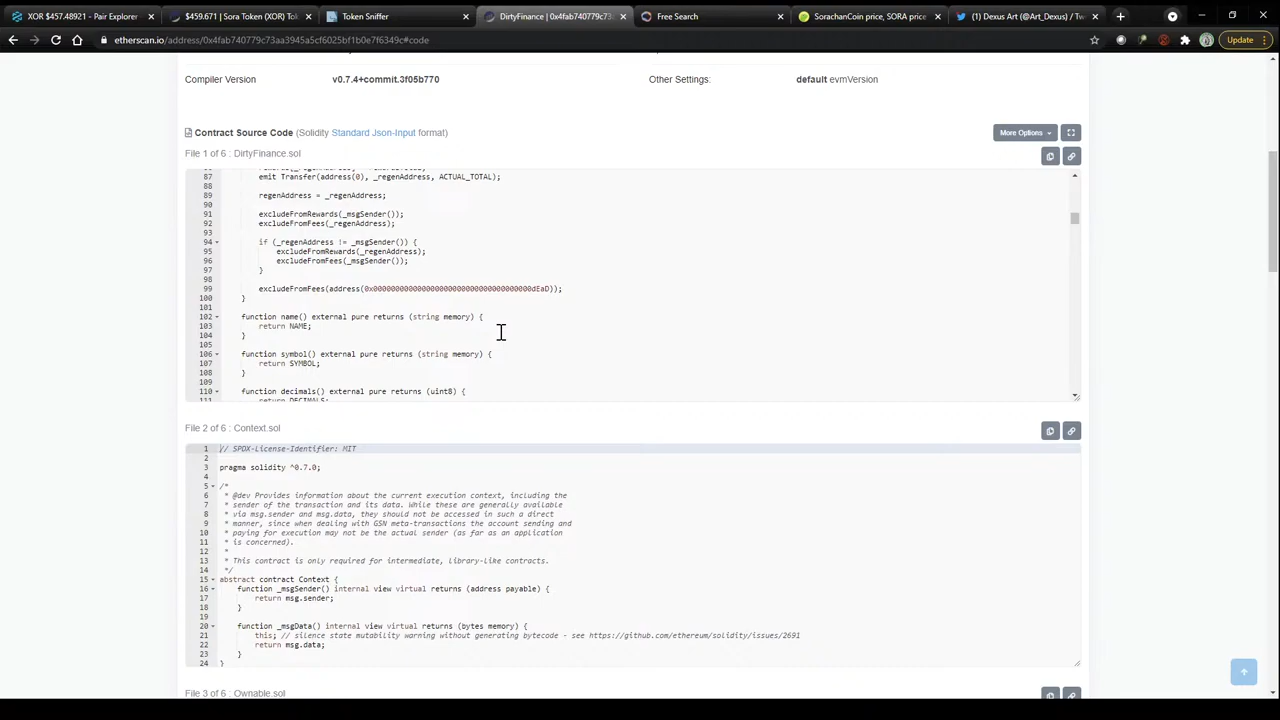 XOR $457.48921 - Pair Explorer
$459.671 | Sora Token (XOR) To
Token Sniffer
DirtyFinance | 0x4fab740779c73
Free Search
SorachanCoin price, SORA price
(1) Dexus Art (@Art_Dexus) / Tw
etherscan.io/address/0x4fab740779c73aa3945a5cf6025bf1b0e7f6349c#code
Update
Compiler Version
v0.7.4+commit.3f05b770
Other Settings:
default evmVersion
Contract Source Code (Solidity Standard Json-Input format)
More Options
File 1 of 6 : DirtyFinance.sol
87 emit Transfer(address(0), _regenAddress, ACTUAL_TOTAL);
88
89 regenAddress = _regenAddress;
90
91 excludeFromRewards(_msgSender());
92 excludeFromFees(_regenAddress);
93
94 if (_regenAddress != _msgSender()) {
95 excludeFromRewards(_regenAddress);
96 excludeFromFees(_msgSender());
97 }
98
99 excludeFromFees(address(0x000000000000000000000000000000000000dEaD));
100 }
101
102 function name() external pure returns (string memory) {
103 return NAME;
104 }
105
106 function symbol() external pure returns (string memory) {
107 return SYMBOL;
108 }
109
110 function decimals() external pure returns (uint8) {
111 return DECIMALS;
File 2 of 6 : Context.sol
1 // SPDX-License-Identifier: MIT
2
3 pragma solidity ^0.7.0;
4
5 /*
6 * @dev Provides information about the current execution context, including the
7 * sender of the transaction and its data. While these are generally available
8 * via msg.sender and msg.data, they should not be accessed in such a direct
9 * manner, since when dealing with GSN meta-transactions the account sending and
10 * paying for execution may not be the actual sender (as far as an application
11 * is concerned).
12 *
13 * This contract is only required for intermediate, library-like contracts.
14 */
15 abstract contract Context {
16 function _msgSender() internal view virtual returns (address payable) {
17 return msg.sender;
18 }
19
20 function _msgData() internal view virtual returns (bytes memory) {
21 this; // silence state mutability warning without generating bytecode - see https://github.com/ethereum/solidity/issues/2691
22 return msg.data;
23 }
24 }
File 3 of 6 : Ownable.sol